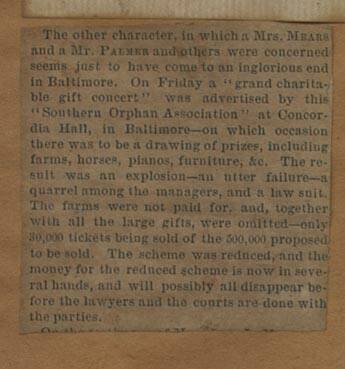 The other character, in which a Mrs. MEARS
and a Mr. PALMER and others were concerned
seems just to have come to an inglorious end
in Baltimore. On Friday a "grand charita-
ble gift concert" was advertised by this
"Southern Orphan Association" at Concor-
dia Hall, in Baltimore—on which occasion
there was to be a drawing of prizes, including
farms, horses, pianos, furniture, &c. The re-
sult was an explosion—an utter failure—a
quarrel among the managers, and a law suit.
The farms were not paid for, and, together
with all the large gifts, were omitted—only
30,000 tickets being sold of the 500,000 proposed
to be sold. The scheme was reduced, and the
money for the reduced scheme is now in seve-
ral hands, and will possibly all disappear be-
fore the lawyers and the courts are done with
the parties.